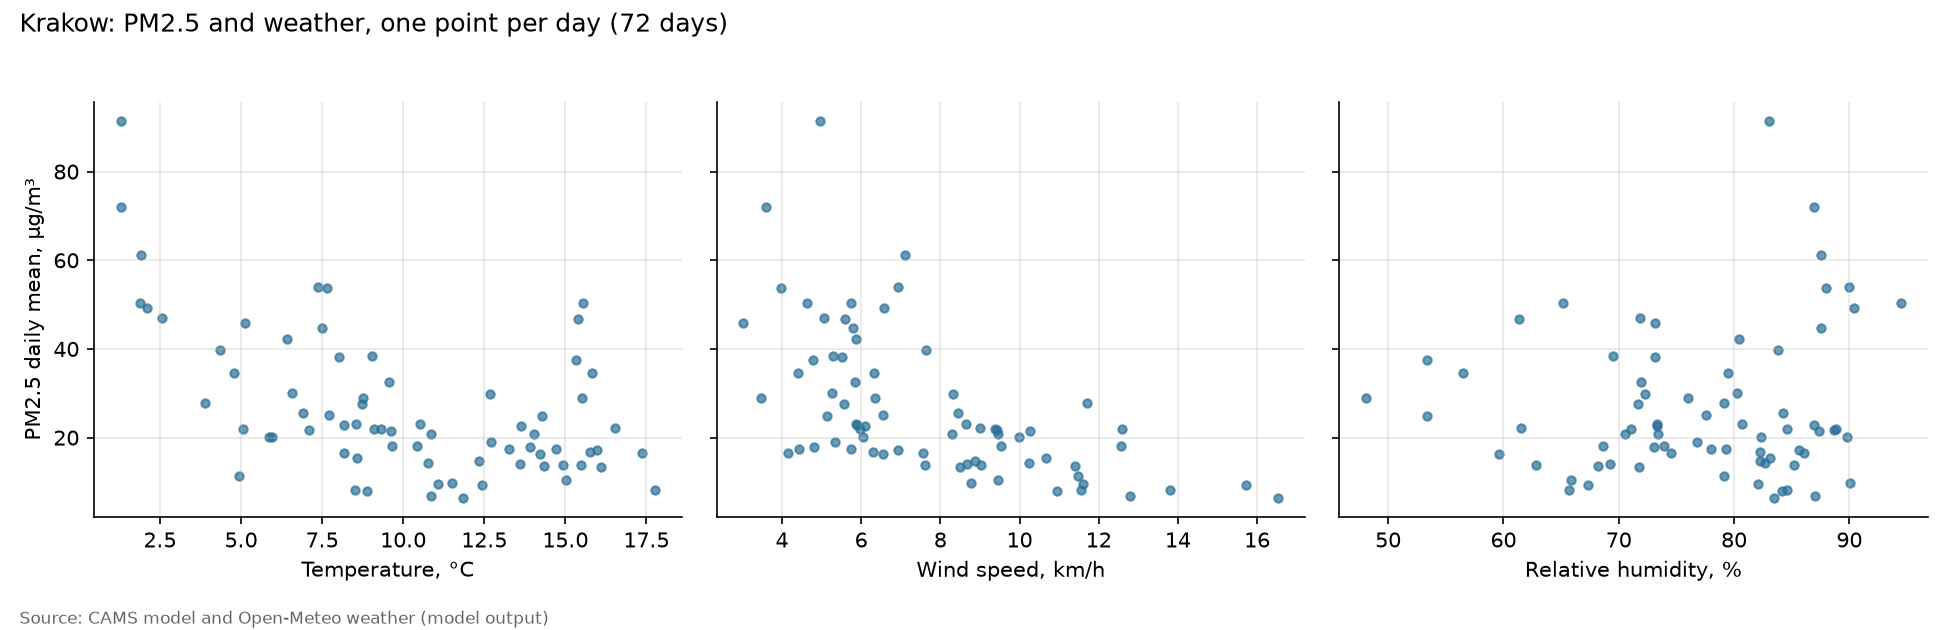 Krakow: PM2.5 and weather, one point per day (72 days)
PM2.5 daily mean, µg/m³
80
60
40
20
2.5 5.0 7.5 10.0 12.5 15.0 17.5
Temperature, °C
4 6 8 10 12 14 16
Wind speed, km/h
50 60 70 80 90
Relative humidity, %
Source: CAMS model and Open-Meteo weather (model output)